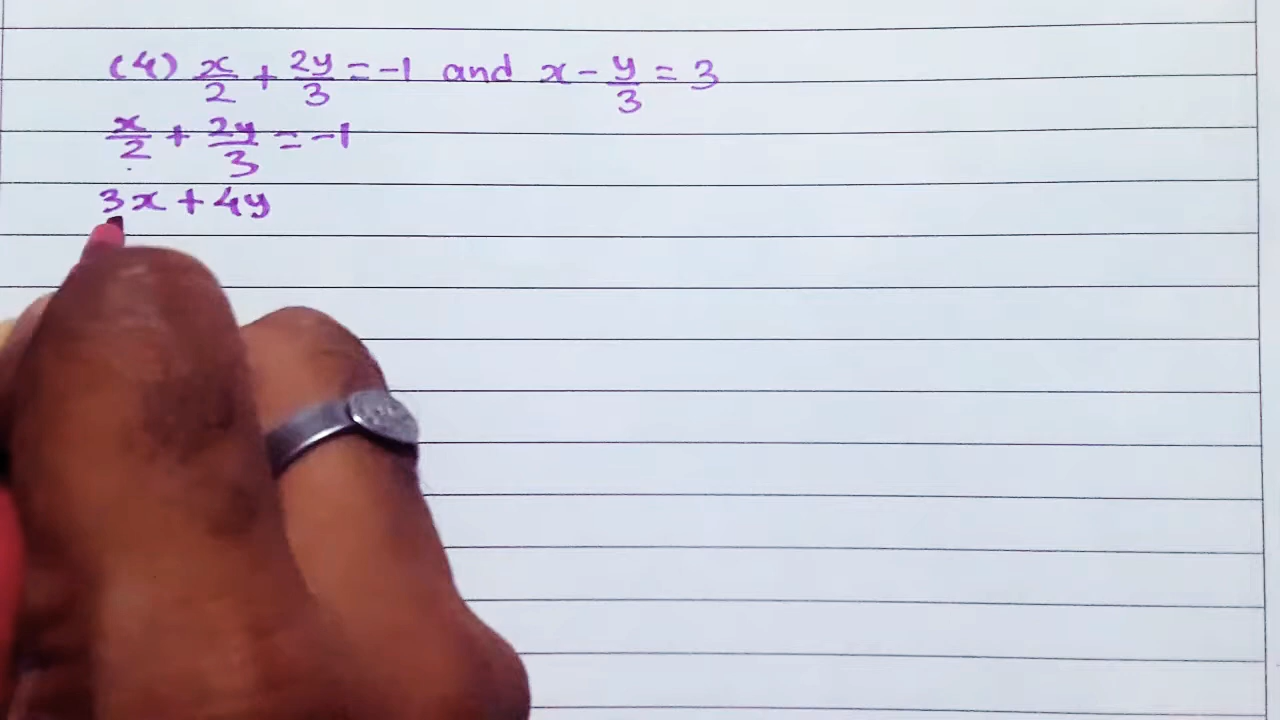 (4) x/2 + 2y/3 = -1 and x - y/3 = 3
x/2 + 2y/3 = -1
3x + 4y